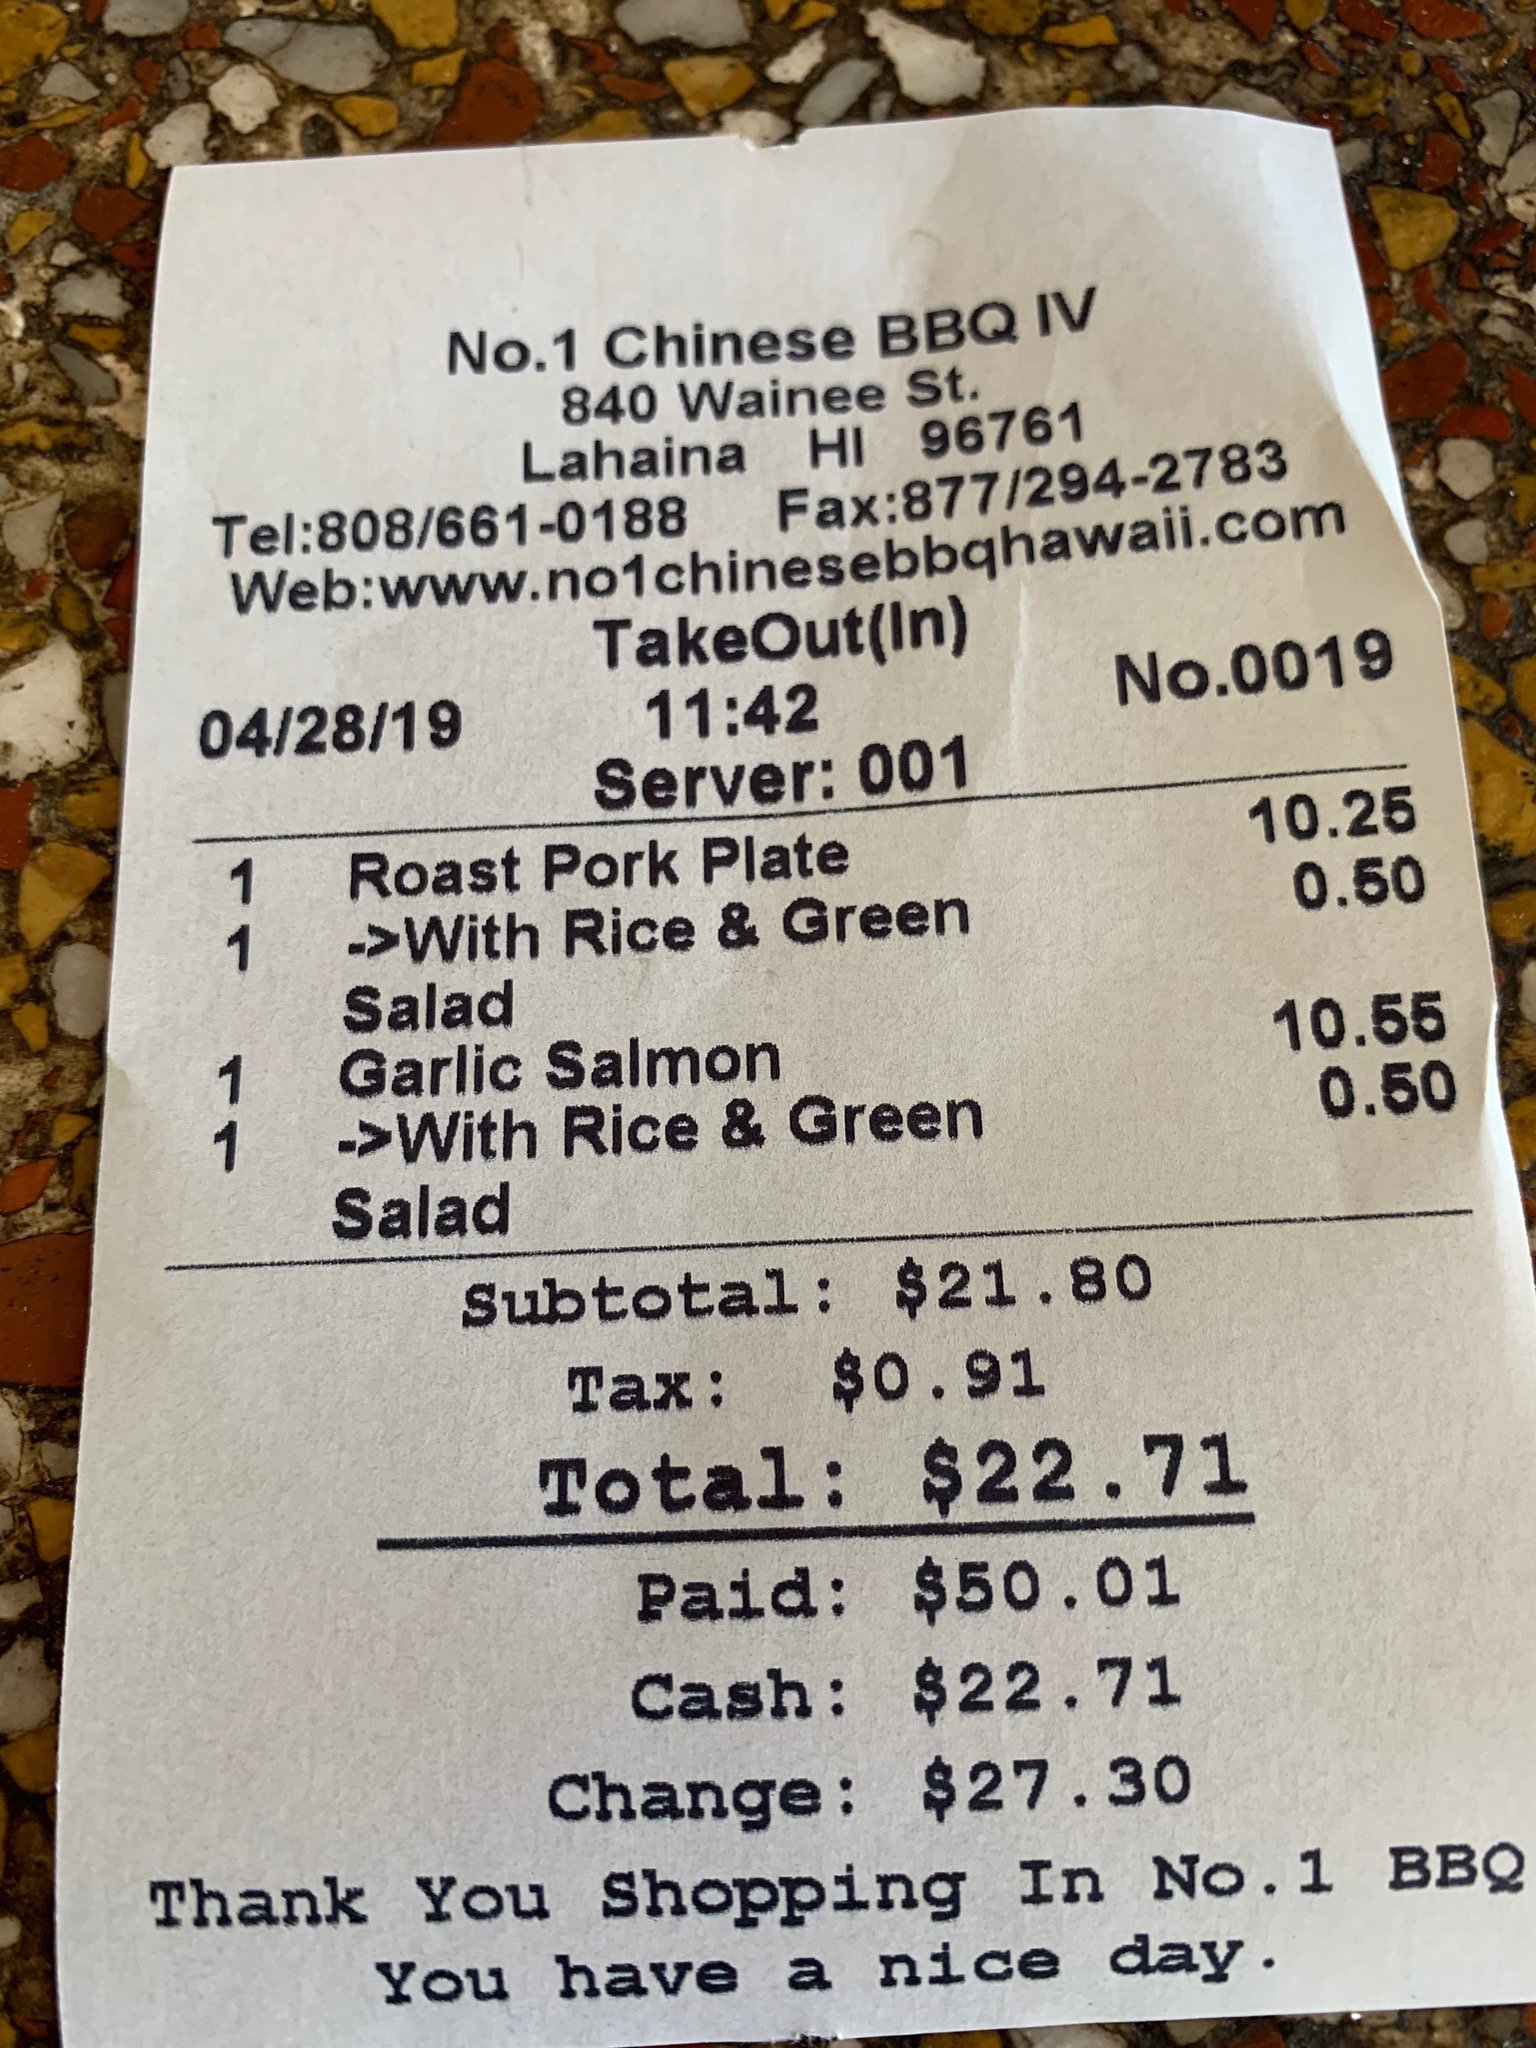 No.1 Chinese BBQ IV
840 Wainee St.
Lahaina HI 96761
Tel:808/661-0188 Fax:877/294-2783
Web:www.no1chinesebbqhawaii.com
TakeOut(In)
04/28/19 11:42 No.0019
Server: 001
1 Roast Pork Plate 10.25
1 ->With Rice & Green 0.50
Salad
1 Garlic Salmon 10.55
1 ->With Rice & Green 0.50
Salad
Subtotal: $21.80
Tax: $0.91
Total: $22.71
Paid: $50.01
Cash: $22.71
Change: $27.30
Thank You Shopping In No.1 BBQ
You have a nice day.